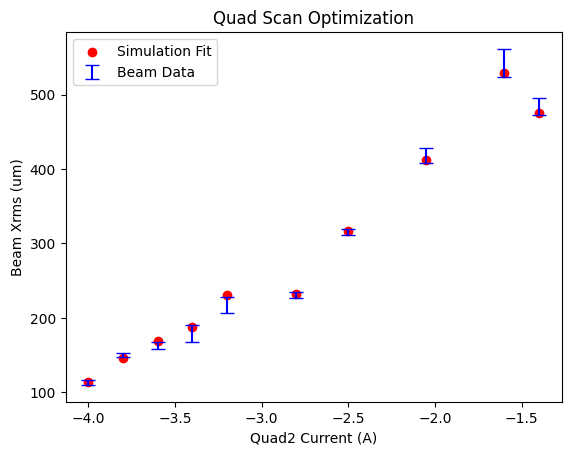 Quad Scan Optimization
Simulation Fit
Beam Data
Beam Xrms (um)
500
400
300
200
100
−4.0 −3.5 −3.0 −2.5 −2.0 −1.5
Quad2 Current (A)